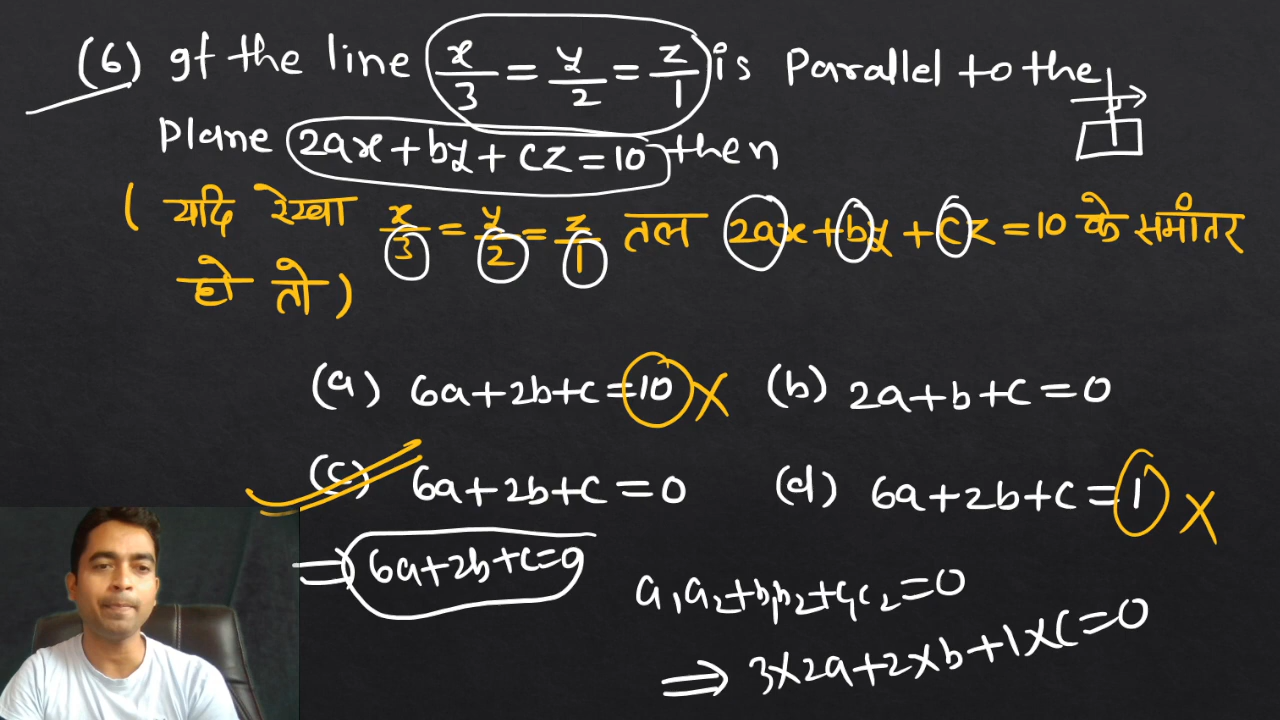 (6) If the line x/3 = y/2 = z/1 is Parallel to the
Plane 2ax+by+cz=10 then
( यदि रेखा x/3 = y/2 = z/1 तल 2ax+by+cz=10 के समांतर
हो तो )
(a) 6a+2b+c=10 X (b) 2a+b+c=0
(c) 6a+2b+c=0 (d) 6a+2b+c=1 X
⇒ 6a+2b+c=0
a₁a₂+b₁b₂+c₁c₂=0
⇒ 3×2a+2×b+1×c=0